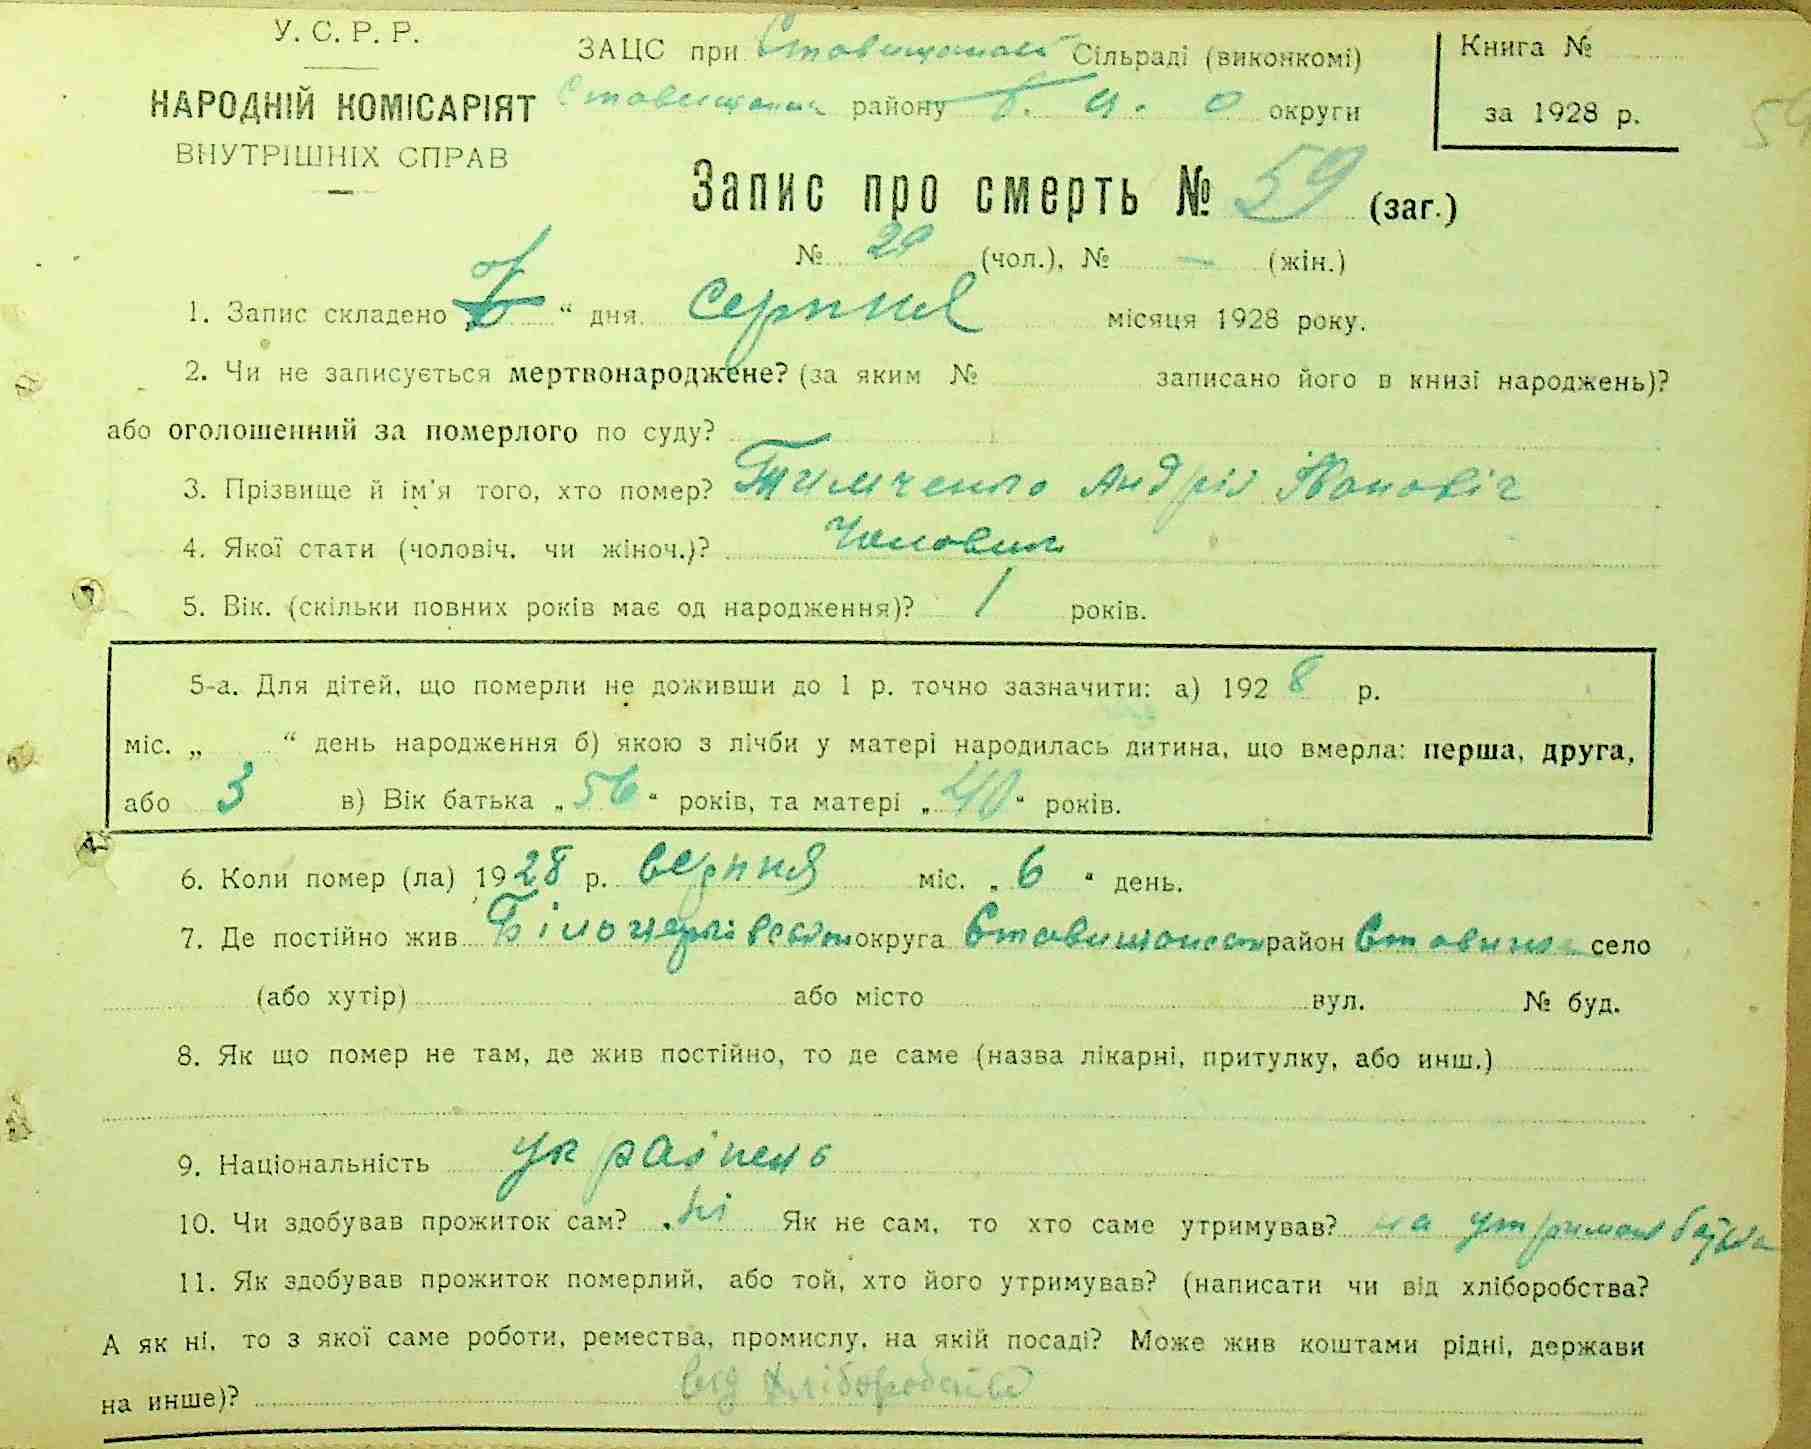 У. С. Р. Р.
НАРОДНІЙ КОМІСАРІЯТ
ВНУТРІШНІХ СПРАВ
ЗАЦС при Ставищанській Сільраді (виконкомі)
Ставищанськ району Б. Ц. О округи
Книга №
за 1928 р.
59
Запис про смерть № 59 (заг.)
№ 29 (чол.), № — (жін.)
1. Запис складено 7 “ дня серпня місяця 1928 року.
2. Чи не записується мертвонароджене? (за яким № записано його в книзі народжень)?
або оголошенний за померлого по суду?
3. Прізвище й ім'я того, хто помер? Тимченко Андрій
4. Якої стати (чоловіч. чи жіноч.)? Чоловик
5. Вік. (скільки повних років має од народження)? 1 років.
5-а. Для дітей, що померли не доживши до 1 р. точно зазначити: а) 1928 р.
міс. „ “ день народження б) якою з лічби у матері народилась дитина, що вмерла: перша, друга,
або 3 в) Вік батька „56“ років, та матері „40“ років.
6. Коли помер (ла) 1928 р. серпня міс. „6“ день.
7. Де постійно жив Білоцерківська округа Ставищанськ район Ставище село
(або хутір) або місто вул. № буд.
8. Як що помер не там, де жив постійно, то де саме (назва лікарні, притулку, або инш.)
9. Національність українець
10. Чи здобував прожиток сам? ні Як не сам, то хто саме утримував? на утриман батька
11. Як здобував прожиток померлий, або той, хто його утримував? (написати чи від хліборобства?
А як ні, то з якої саме роботи, ремества, промислу, на якій посаді? Може жив коштами рідні, держави
на инше)? від хліборобства